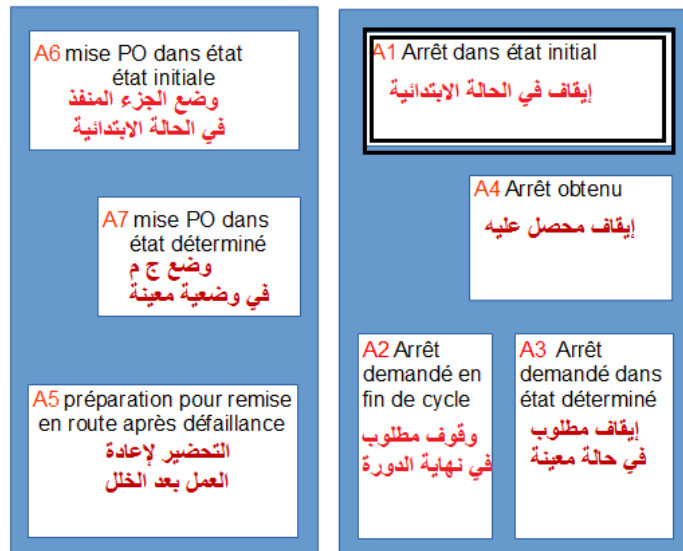 A6 mise PO dans état
état initiale
وضع الجزء المنفذ
في الحالة الابتدائية
A1 Arrêt dans état initial
إيقاف في الحالة الابتدائية
A7 mise PO dans
état déterminé
وضع ج م
في وضعية معينة
A4 Arrêt obtenu
إيقاف محصل عليه
A5 préparation pour remise
en route après défaillance
التحضير لإعادة
العمل بعد الخلل
A2 Arrêt
demandé en
fin de cycle
وقوف مطلوب
في نهاية الدورة
A3 Arrêt
demandé dans
état déterminé
إيقاف مطلوب
في حالة معينة